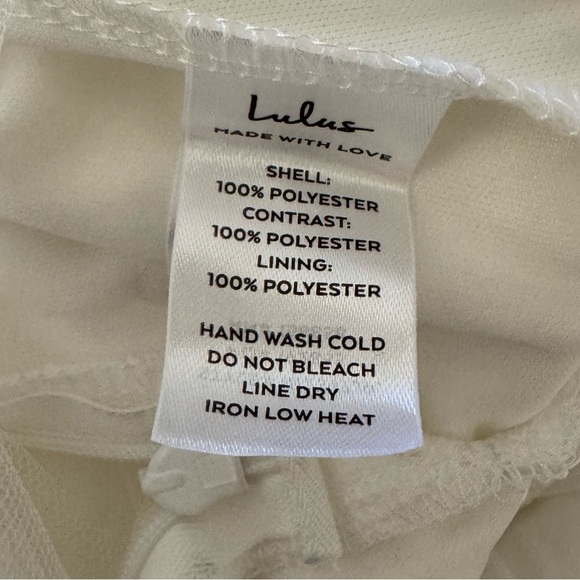 Lulus
MADE WITH LOVE
SHELL:
100% POLYESTER
CONTRAST:
100% POLYESTER
LINING:
100% POLYESTER
HAND WASH COLD
DO NOT BLEACH
LINE DRY
IRON LOW HEAT